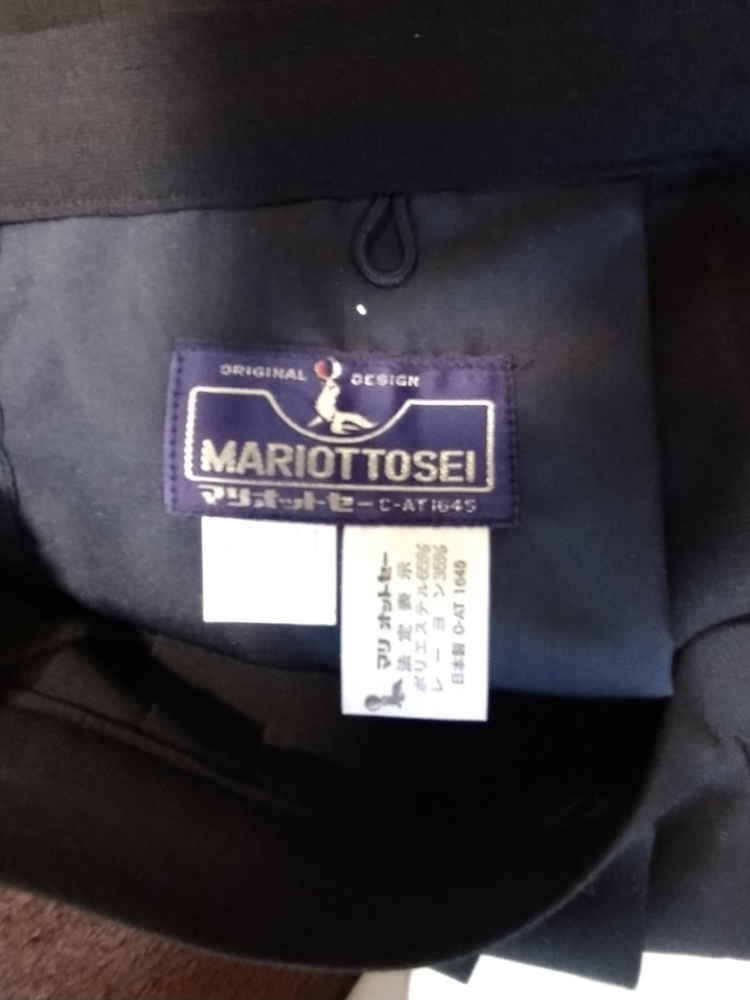 ORIGINAL DESIGN
MARIOTTOSEI
マリオットセー C-AT1645
マリオットセー
法定表示
ポリエステル65%
レーヨン35%
日本製 O-AT 1645